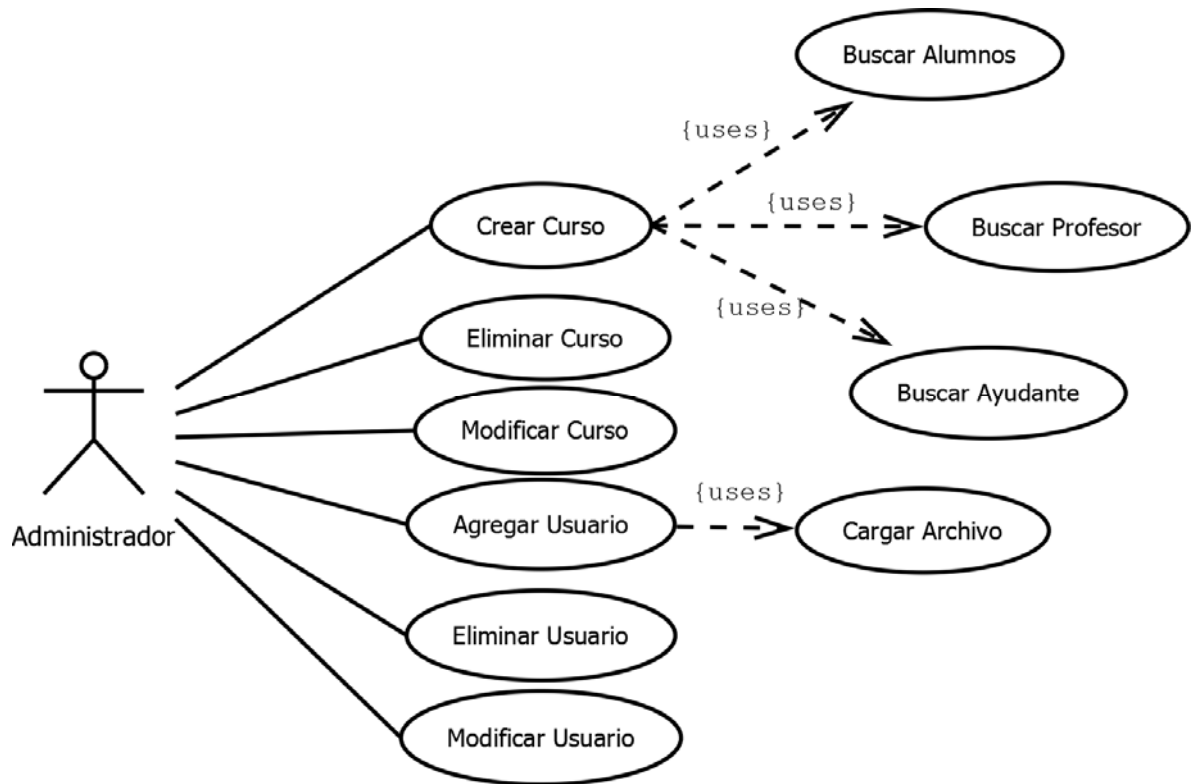 Buscar Alumnos
{uses}
Crear Curso
{uses}
Buscar Profesor
{uses}
Eliminar Curso
Buscar Ayudante
Modificar Curso
Administrador
Agregar Usuario
{uses}
Cargar Archivo
Eliminar Usuario
Modificar Usuario